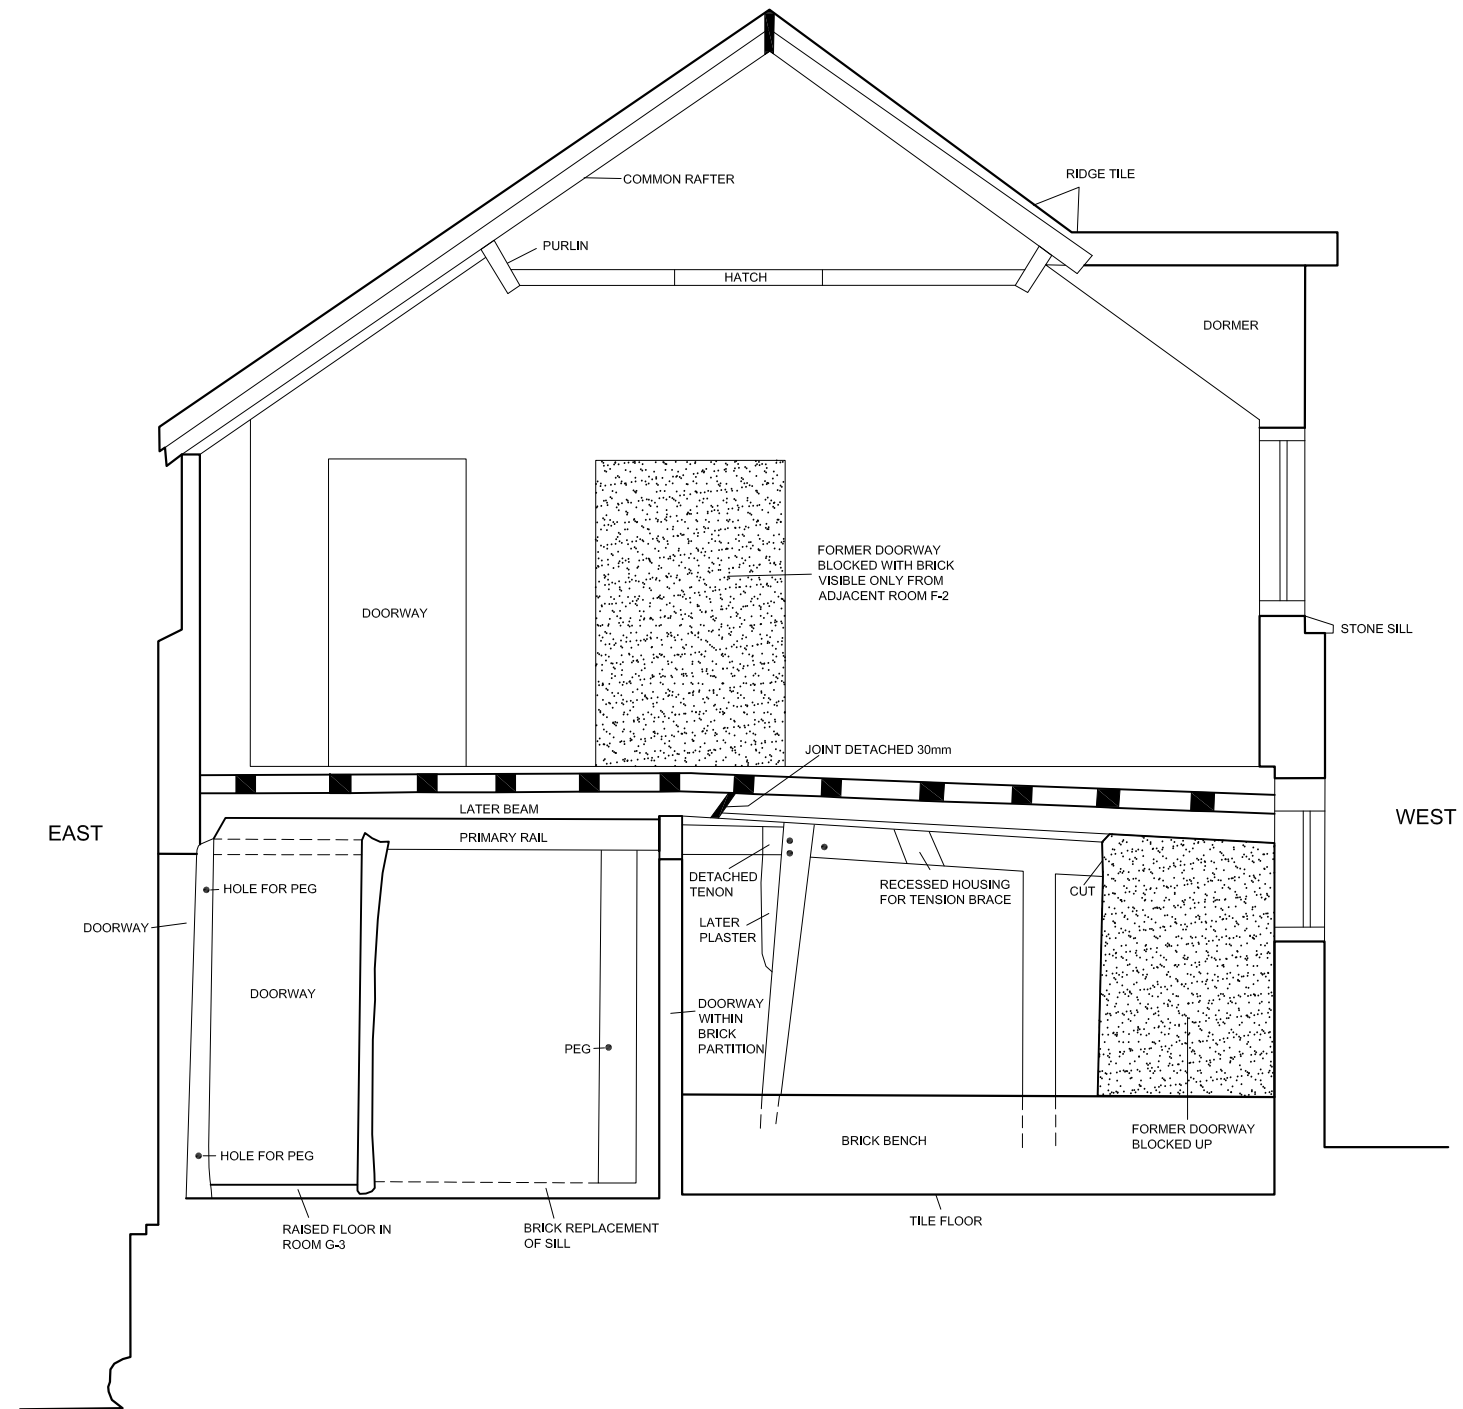 RIDGE TILE
COMMON RAFTER
PURLIN
HATCH
DORMER
FORMER DOORWAY
BLOCKED WITH BRICK
VISIBLE ONLY FROM
ADJACENT ROOM F-2
DOORWAY
STONE SILL
JOINT DETACHED 30mm
LATER BEAM
EAST
WEST
PRIMARY RAIL
HOLE FOR PEG
DETACHED
TENON
RECESSED HOUSING
FOR TENSION BRACE
CUT
DOORWAY
LATER
PLASTER
DOORWAY
DOORWAY
WITHIN
BRICK
PARTITION
PEG
FORMER DOORWAY
BLOCKED UP
BRICK BENCH
HOLE FOR PEG
RAISED FLOOR IN
ROOM G-3
BRICK REPLACEMENT
OF SILL
TILE FLOOR